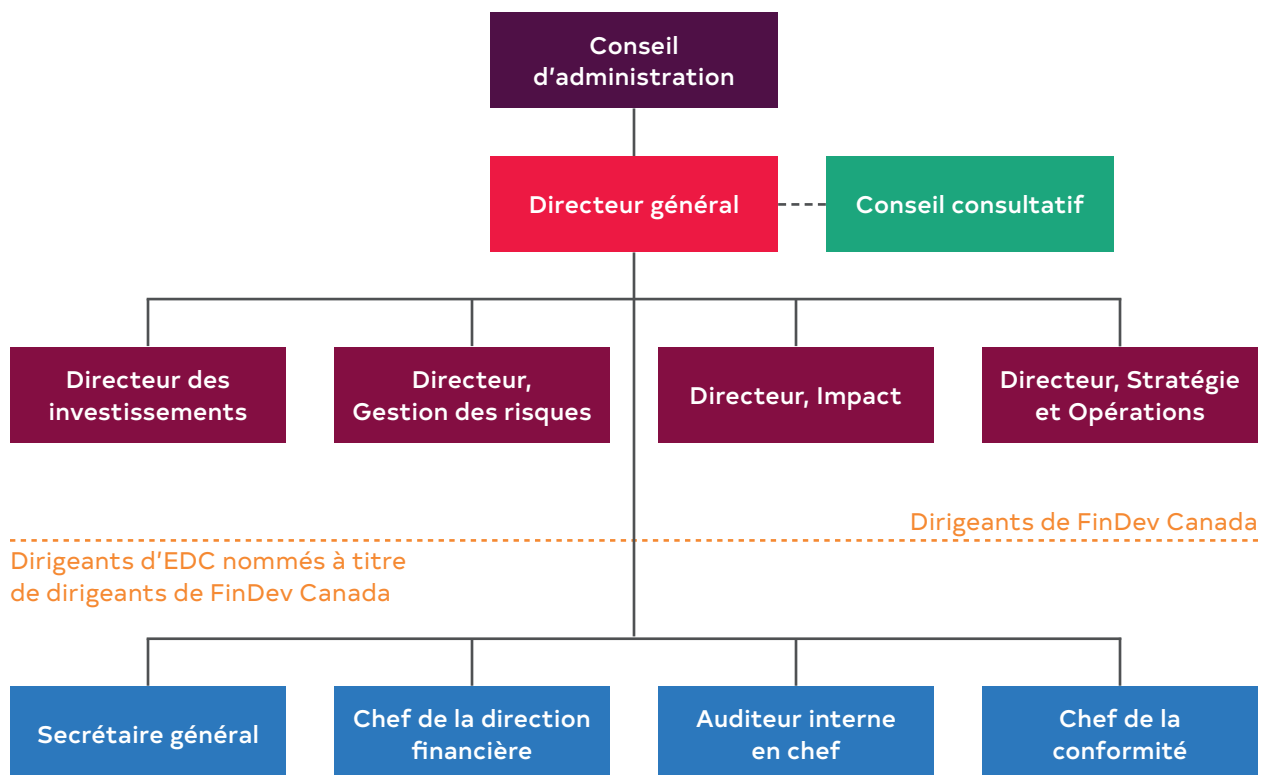 Conseil
d’administration
Directeur général
Conseil consultatif
Directeur des
investissements
Directeur,
Gestion des risques
Directeur, Impact
Directeur, Stratégie
et Opérations
Dirigeants de FinDev Canada
Dirigeants d’EDC nommés à titre
de dirigeants de FinDev Canada
Secrétaire général
Chef de la direction
financière
Auditeur interne
en chef
Chef de la
conformité